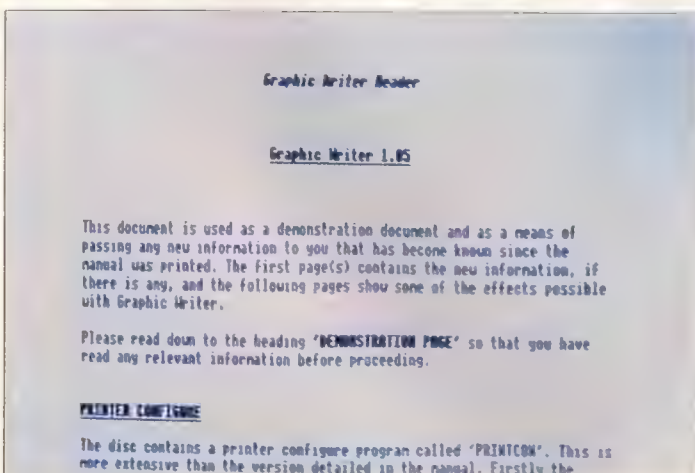 Graphic Writer Header
Graphic Writer 1.05
This document is used as a demonstration document and as a means of
passing any new information to you that has become known since the
manual was printed. The first page(s) contains the new information, if
there is any, and the following pages show some of the effects possible
with Graphic Writer.
Please read down to the heading 'DEMONSTRATION PAGE' so that you have
read any relevant information before proceeding.
PRINTER CONFIGURE
The disc contains a printer configure program called 'PRINTCON'. This is
more extensive than the version detailed in the manual. Firstly the